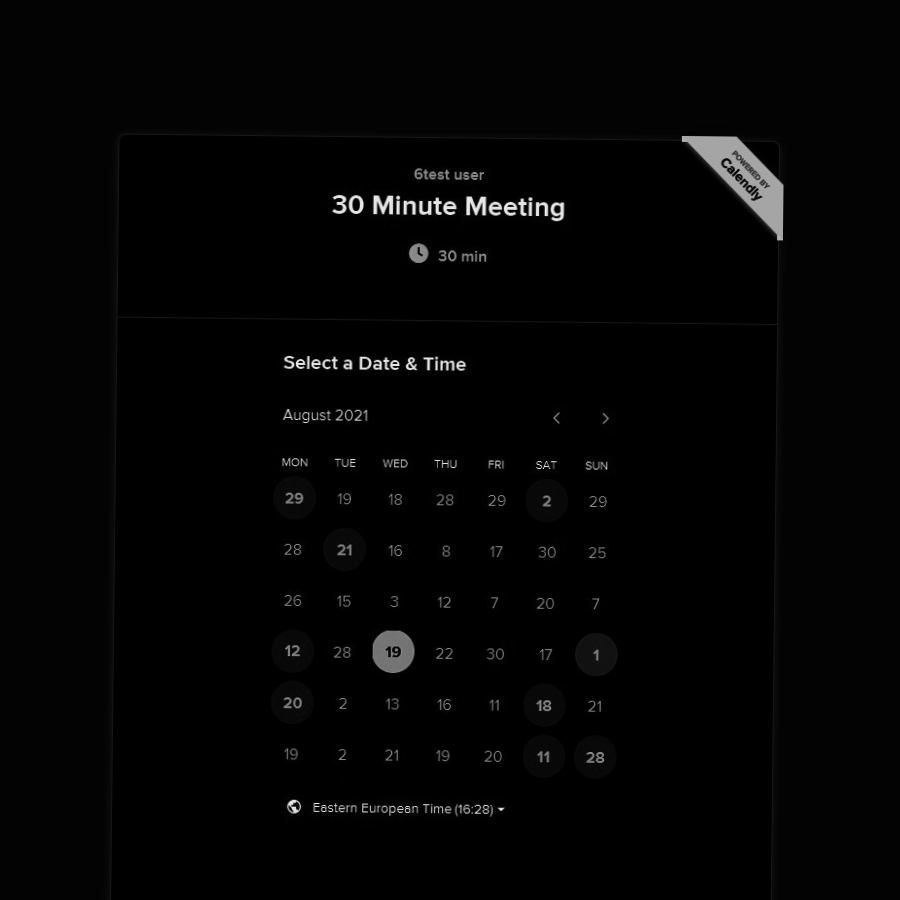 POWERED BY
Calendly
6test user
30 Minute Meeting
30 min
Select a Date & Time
August 2021
MON TUE WED THU FRI SAT SUN
29 19 18 28 29 2 29
28 21 16 8 17 30 25
26 15 3 12 7 20 7
12 28 19 22 30 17 1
20 2 13 16 11 18 21
19 2 21 19 20 11 28
Eastern European Time (16:28)